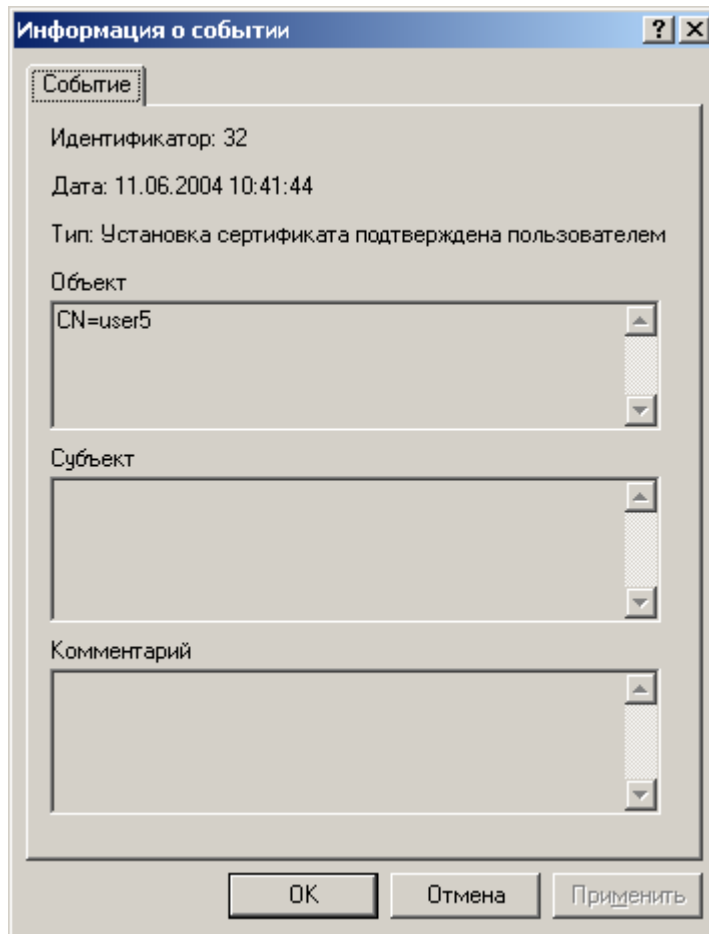 Информация о событии
Событие
Идентификатор: 32
Дата: 11.06.2004 10:41:44
Тип: Установка сертификата подтверждена пользователем
Объект
CN=user5
Субъект
Комментарий
OK Отмена Применить